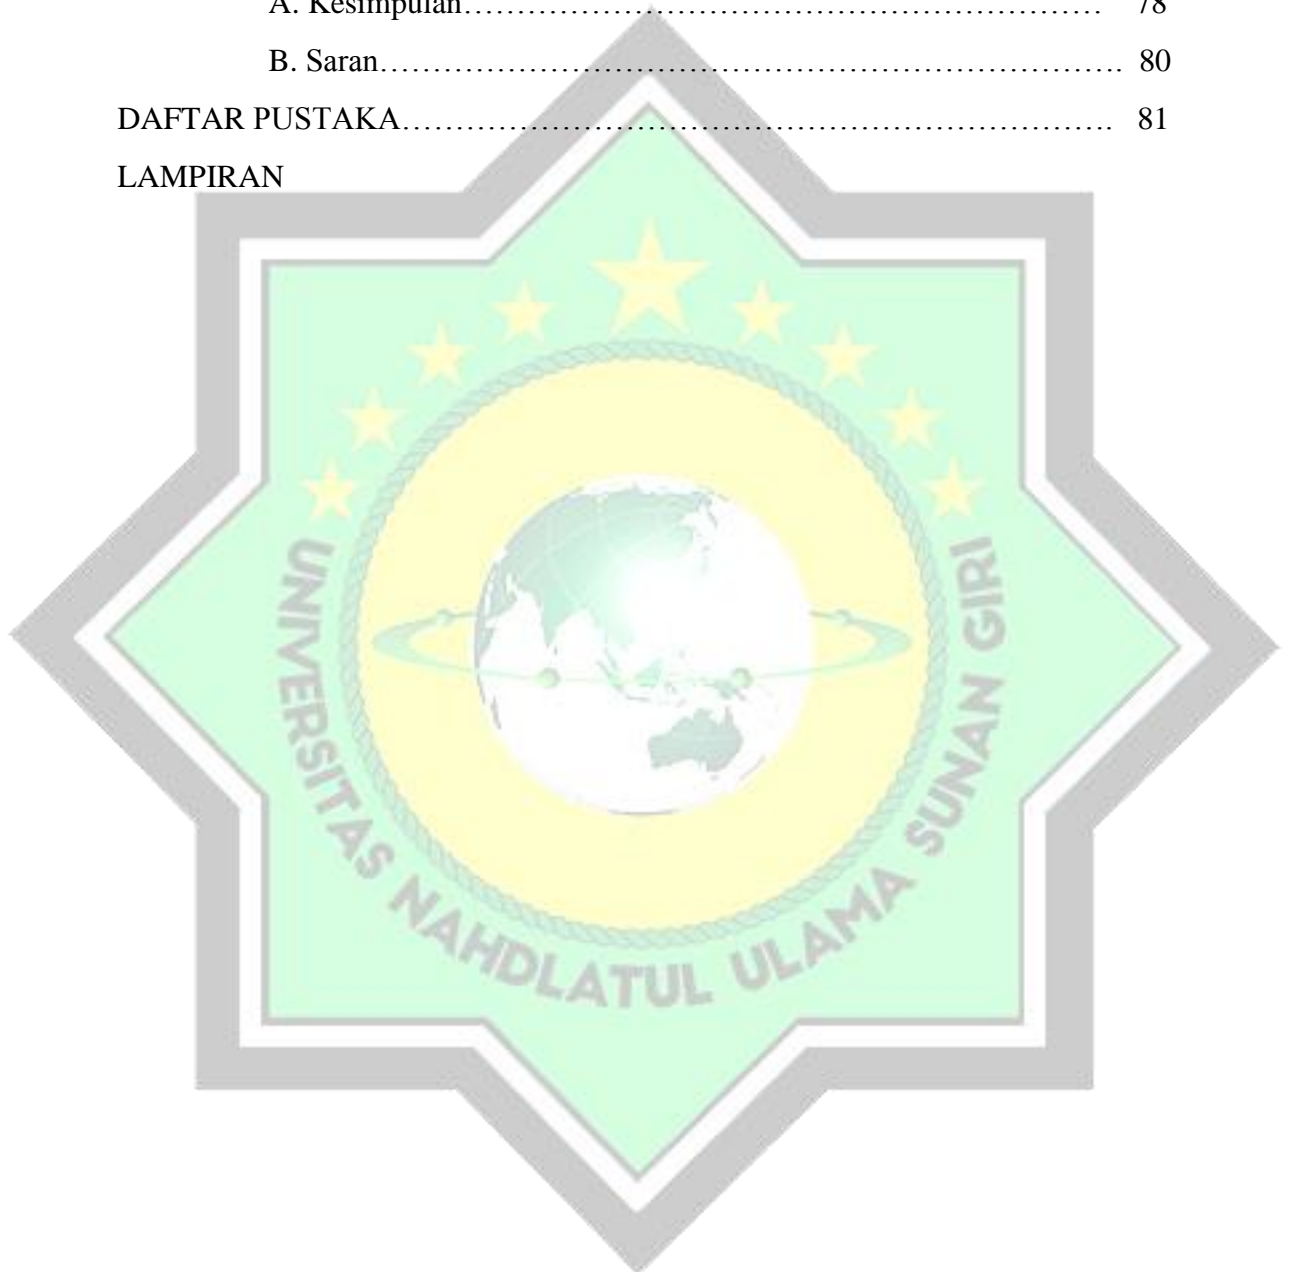 A. Kesimpulan…………………………………………………………… 78
B. Saran……………………………………………………………………. 80
DAFTAR PUSTAKA…………………………………………………………………. 81
LAMPIRAN
UNIVERSITAS NAHDLATUL ULAMA SUNAN GIRI